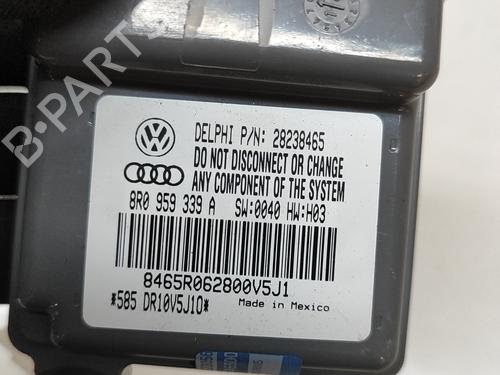 B-PARTS
DELPHI P/N: 28238465
DO NOT DISCONNECT OR CHANGE
ANY COMPONENT OF THE SYSTEM
8R0 959 339 A SW:0040 HW:H03
8465R062800V5J1
*585 DR10V5J10*
Made in Mexico